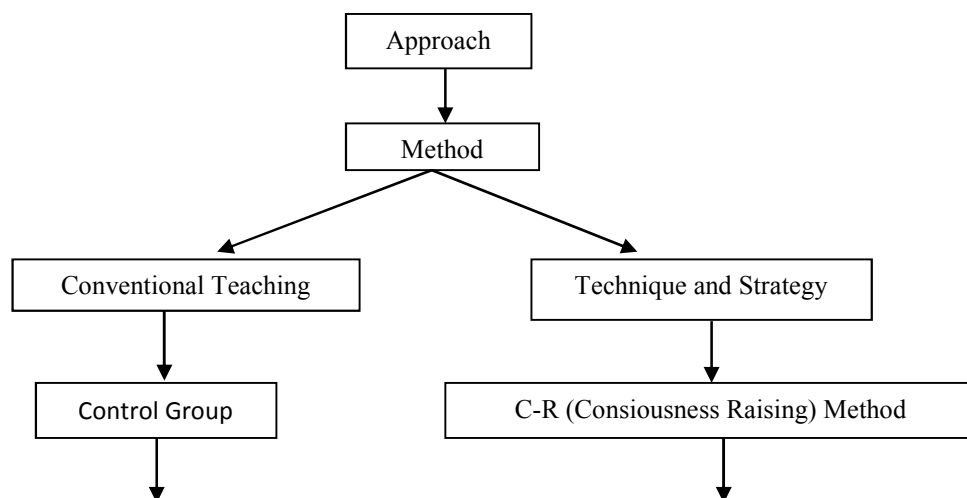 Approach
Method
Conventional Teaching
Technique and Strategy
Control Group
C-R (Consiousness Raising) Method